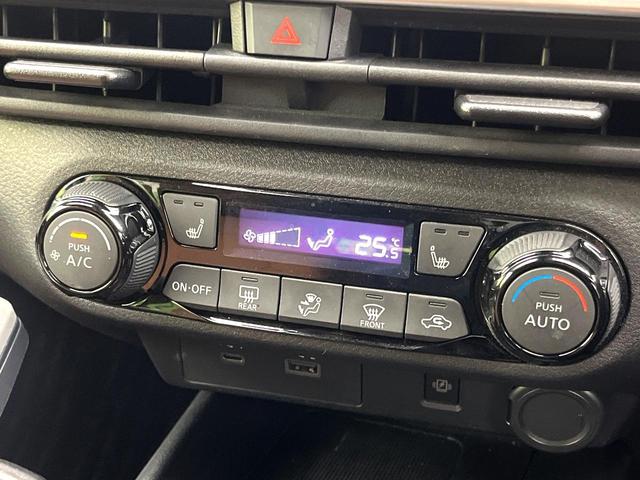 PUSH
A/C
25.5°C
ON·OFF
REAR
FRONT
PUSH
AUTO